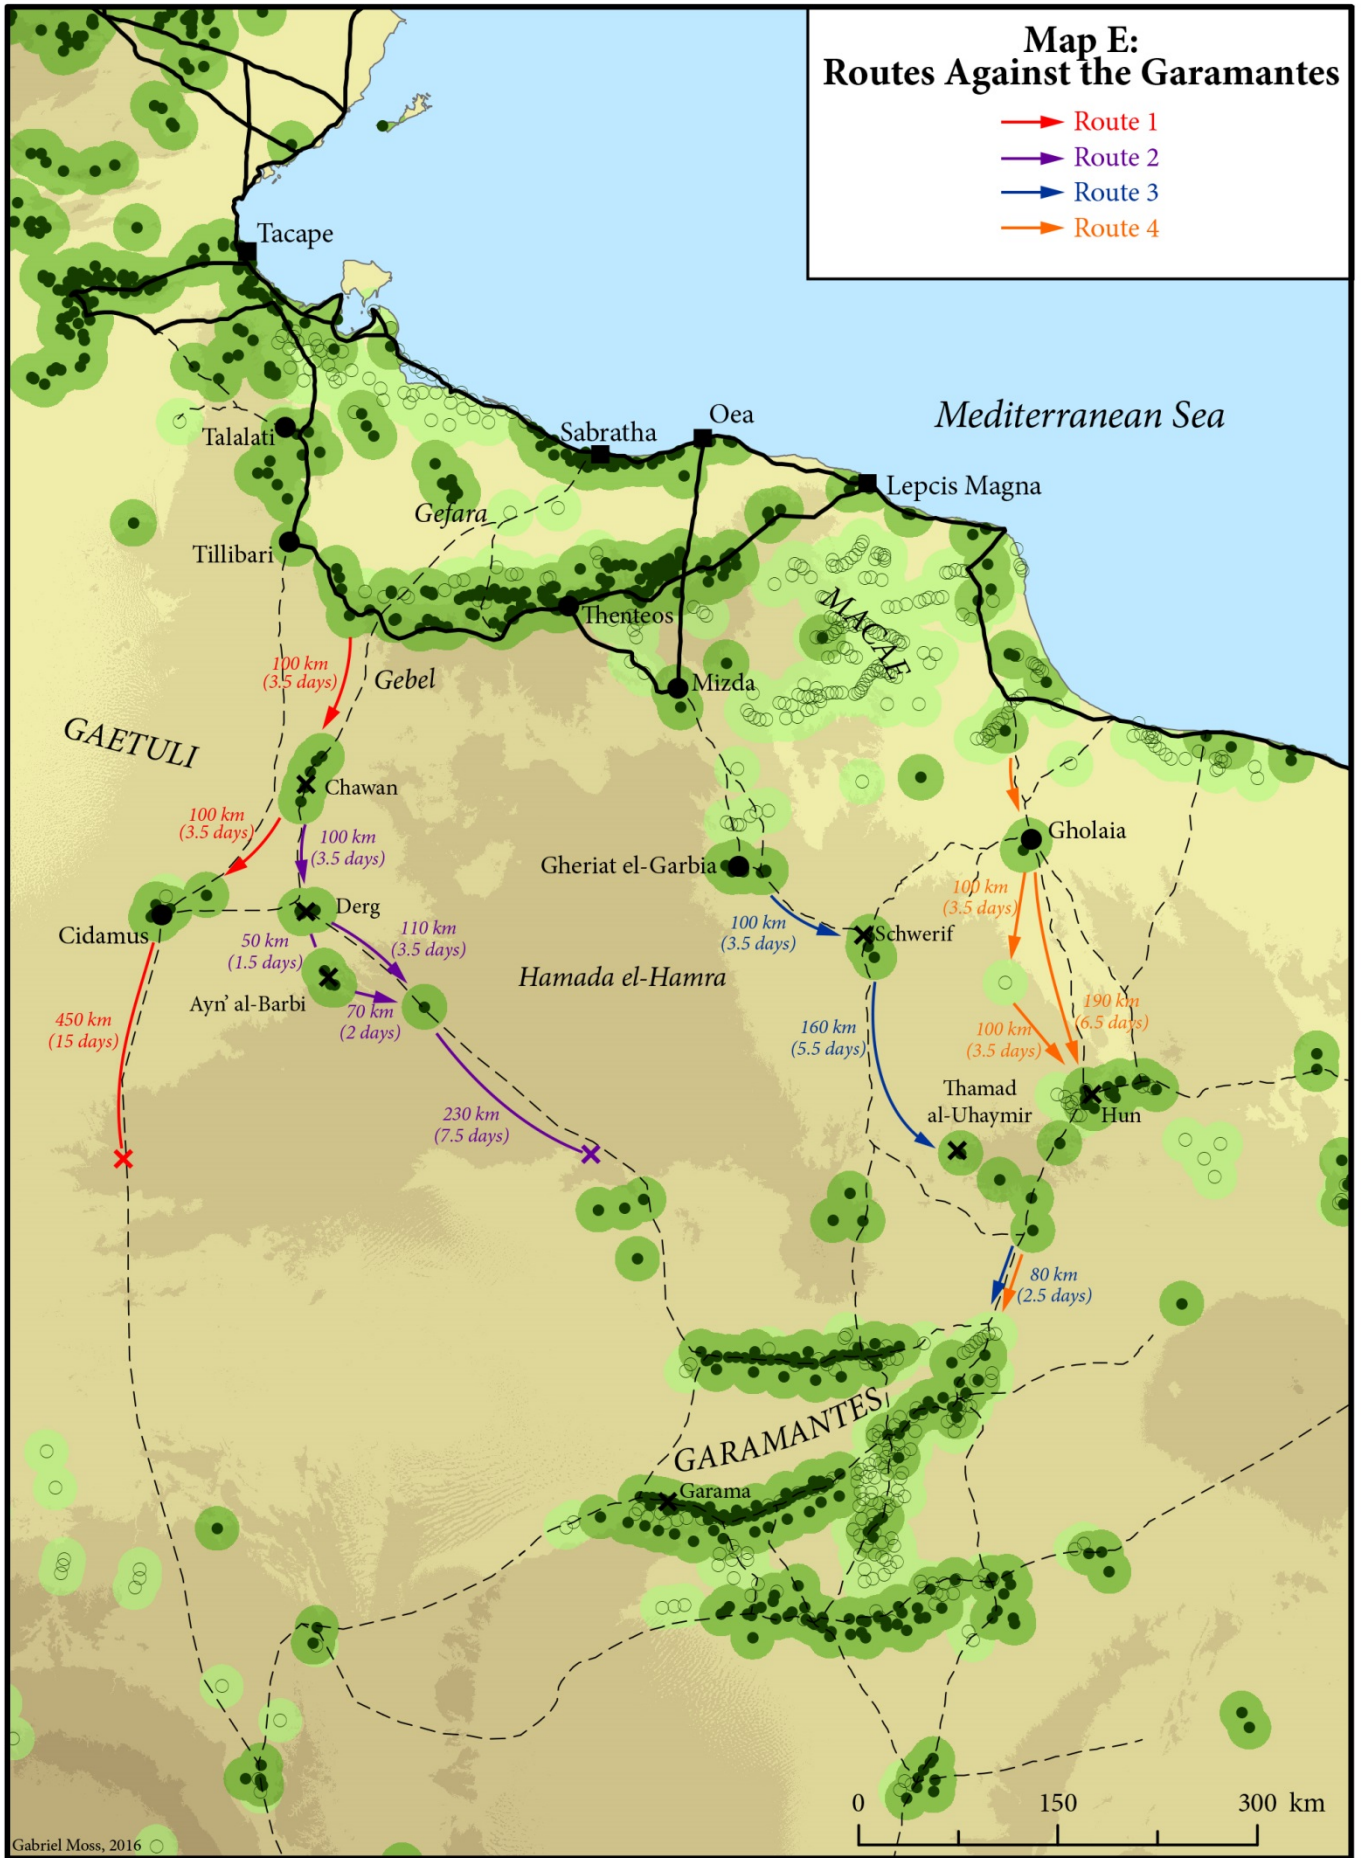 Map E:
Routes Against the Garamantes
Route 1
Route 2
Route 3
Route 4
Tacape
Mediterranean Sea
Oea
Sabratha
Talalati
Lepcis Magna
Gefara
Tillibari
MACAE
Thenteos
100 km
(3.5 days)
Gebel
Mizda
GAETULI
Chawan
100 km
(3.5 days)
100 km
(3.5 days)
Gholaia
Gheriat el-Garbia
100 km
(3.5 days)
Derg
Cidamus
50 km
(1.5 days)
110 km
(3.5 days)
100 km
(3.5 days)
Schwerif
Hamada el-Hamra
Ayn' al-Barbi
70 km
(2 days)
450 km
(15 days)
160 km
(5.5 days)
190 km
(6.5 days)
100 km
(3.5 days)
230 km
(7.5 days)
Thamad
al-Uhaymir
Hun
80 km
(2.5 days)
GARAMANTES
Garama
0 150 300 km
Gabriel Moss, 2016